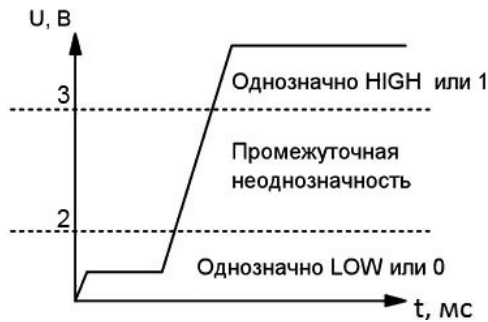 U, В
Однозначно HIGH или 1
3
Промежуточная
неоднозначность
2
Однозначно LOW или 0
t, мс